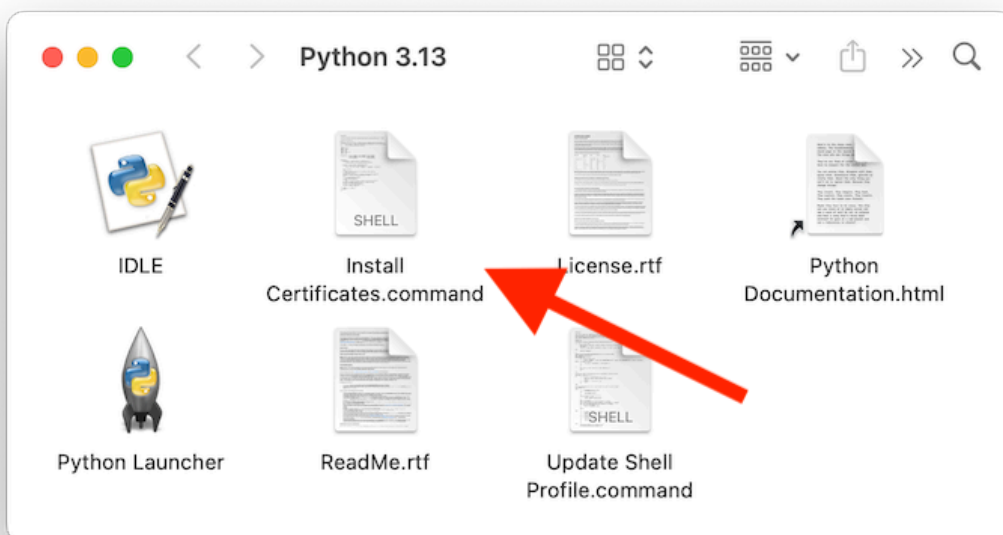 Python 3.13
SHELL
IDLE
Install
Certificates.command
License.rtf
Python
Documentation.html
SHELL
Python Launcher
ReadMe.rtf
Update Shell
Profile.command